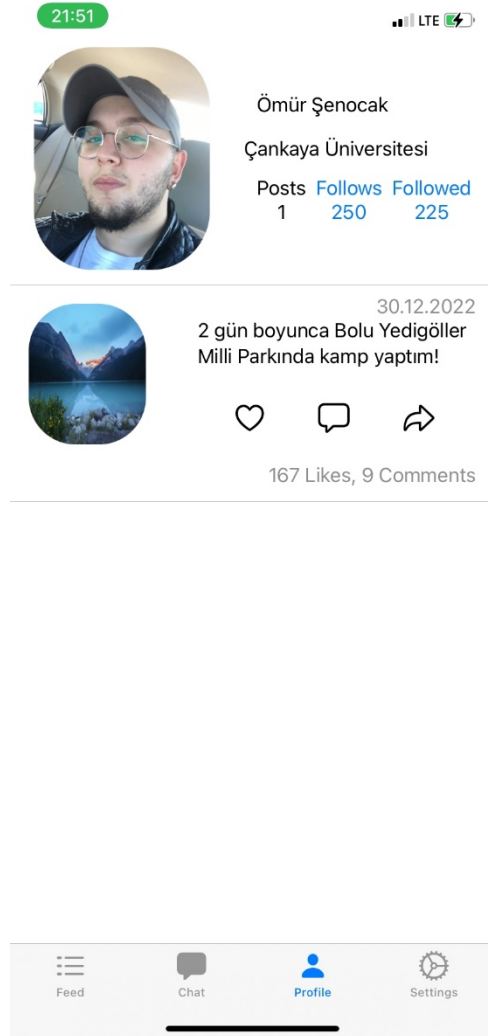 21:51
LTE
Ömür Şenocak
Çankaya Üniversitesi
Posts Follows Followed
1 250 225
30.12.2022
2 gün boyunca Bolu Yedigöller
Milli Parkında kamp yaptım!
167 Likes, 9 Comments
Feed Chat Profile Settings